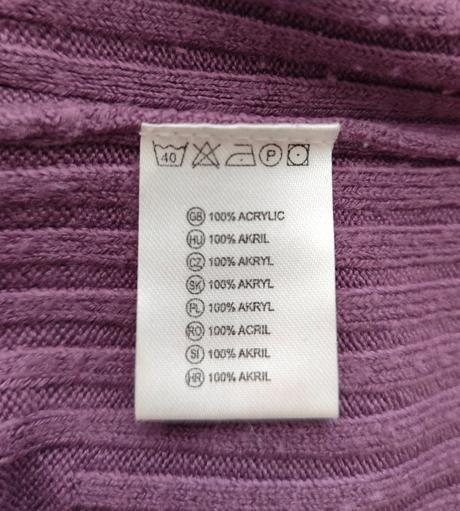 40 P
GB 100% ACRYLIC
HU 100% AKRIL
CZ 100% AKRYL
SK 100% AKRYL
PL 100% AKRYL
RO 100% ACRIL
SI 100% AKRIL
HR 100% AKRIL